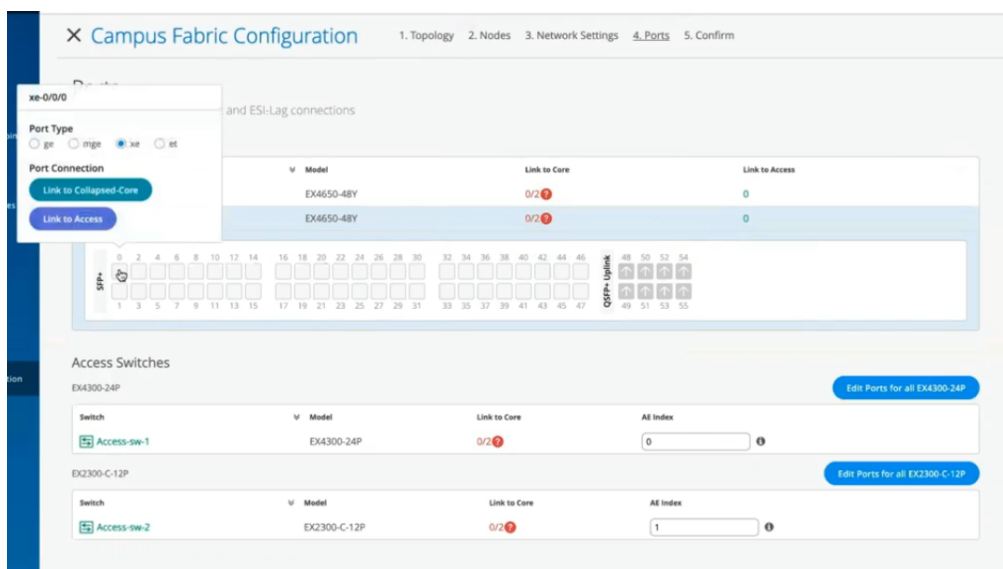 Campus Fabric Configuration
1. Topology 2. Nodes 3. Network Settings 4. Ports 5. Confirm
xe-0/0/0
and ESI-Lag connections
Port Type
ge mge xe et
Port Connection
Link to Collapsed-Core
Link to Access
Model Link to Core Link to Access
EX4650-48Y 0/2 ? 0
EX4650-48Y 0/2 ? 0
0 2 4 6 8 10 12 14 16 18 20 22 24 26 28 30 32 34 36 38 40 42 44 46 48 50 52 54
SFP+
QSFP+ Uplink
1 3 5 7 9 11 13 15 17 19 21 23 25 27 29 31 33 35 37 39 41 43 45 47 49 51 53 55
Access Switches
EX4300-24P
Edit Ports for all EX4300-24P
Switch Model Link to Core AE Index
Access-sw-1 EX4300-24P 0/2 ? 0
EX2300-C-12P
Edit Ports for all EX2300-C-12P
Switch Model Link to Core AE Index
Access-sw-2 EX2300-C-12P 0/2 ? 1